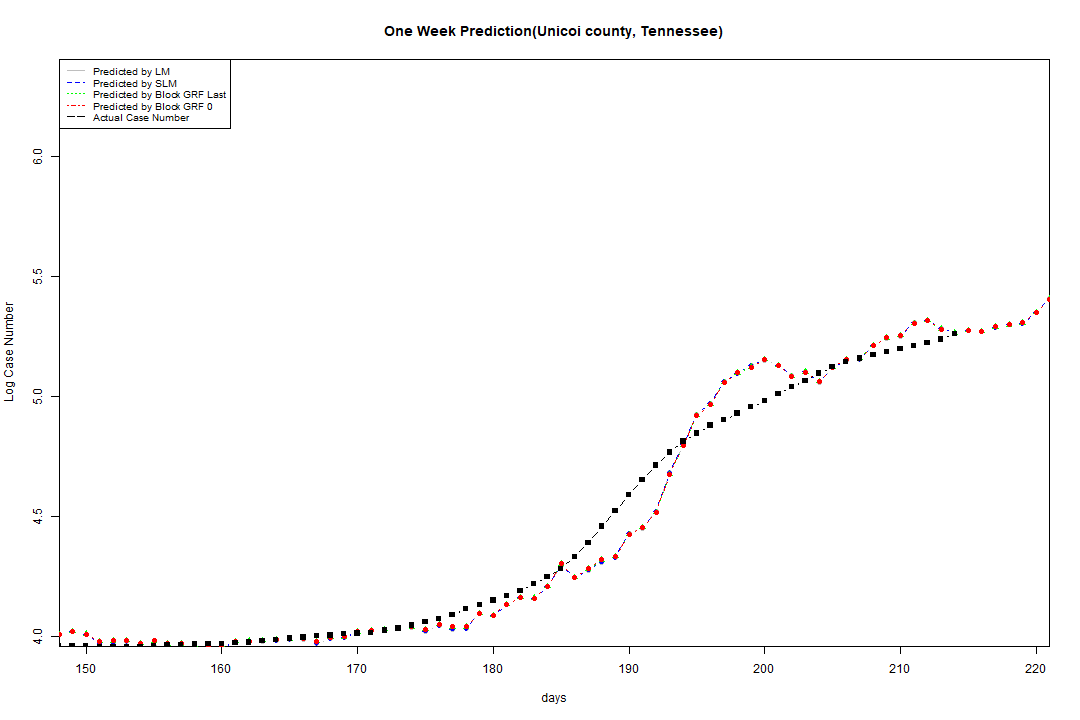 One Week Prediction(Unicoi county, Tennessee)
Predicted by LM
Predicted by SLM
Predicted by Block GRF Last
Predicted by Block GRF 0
Actual Case Number
6.0
5.5
5.0
4.5
4.0
Log Case Number
150 160 170 180 190 200 210 220
days